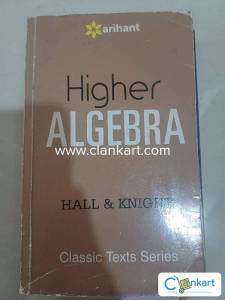 arihant
Higher
ALGEBRA
www.clankart.com
HALL & KNIGHT
Classic Texts Series
Clankart